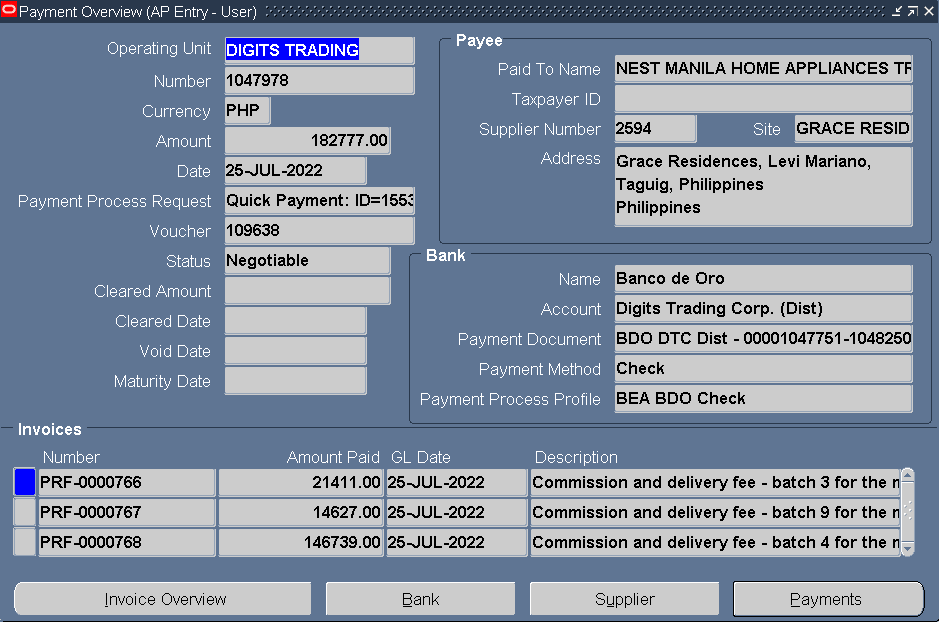 Payment Overview (AP Entry - User)
Operating Unit DIGITS TRADING
Number 1047978
Currency PHP
Amount 182777.00
Date 25-JUL-2022
Payment Process Request Quick Payment: ID=1553
Voucher 109638
Status Negotiable
Cleared Amount
Cleared Date
Void Date
Maturity Date
Payee
Paid To Name NEST MANILA HOME APPLIANCES TR
Taxpayer ID
Supplier Number 2594 Site GRACE RESID
Address Grace Residences, Levi Mariano,
Taguig, Philippines
Philippines
Bank
Name Banco de Oro
Account Digits Trading Corp. (Dist)
Payment Document BDO DTC Dist - 00001047751-1048250
Payment Method Check
Payment Process Profile BEA BDO Check
Invoices
Number Amount Paid GL Date Description
PRF-0000766 21411.00 25-JUL-2022 Commission and delivery fee - batch 3 for the
PRF-0000767 14627.00 25-JUL-2022 Commission and delivery fee - batch 9 for the
PRF-0000768 146739.00 25-JUL-2022 Commission and delivery fee - batch 4 for the
Invoice Overview Bank Supplier Payments